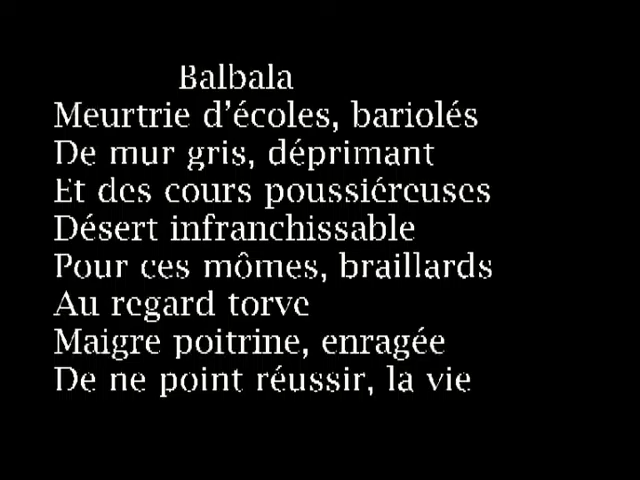 Balbala
Meurtrie d’écoles, bariolés
De mur gris, déprimant
Et des cours poussiéreuses
Désert infranchissable
Pour ces mômes, braillards
Au regard torve
Maigre poitrine, enragée
De ne point réussir, la vie